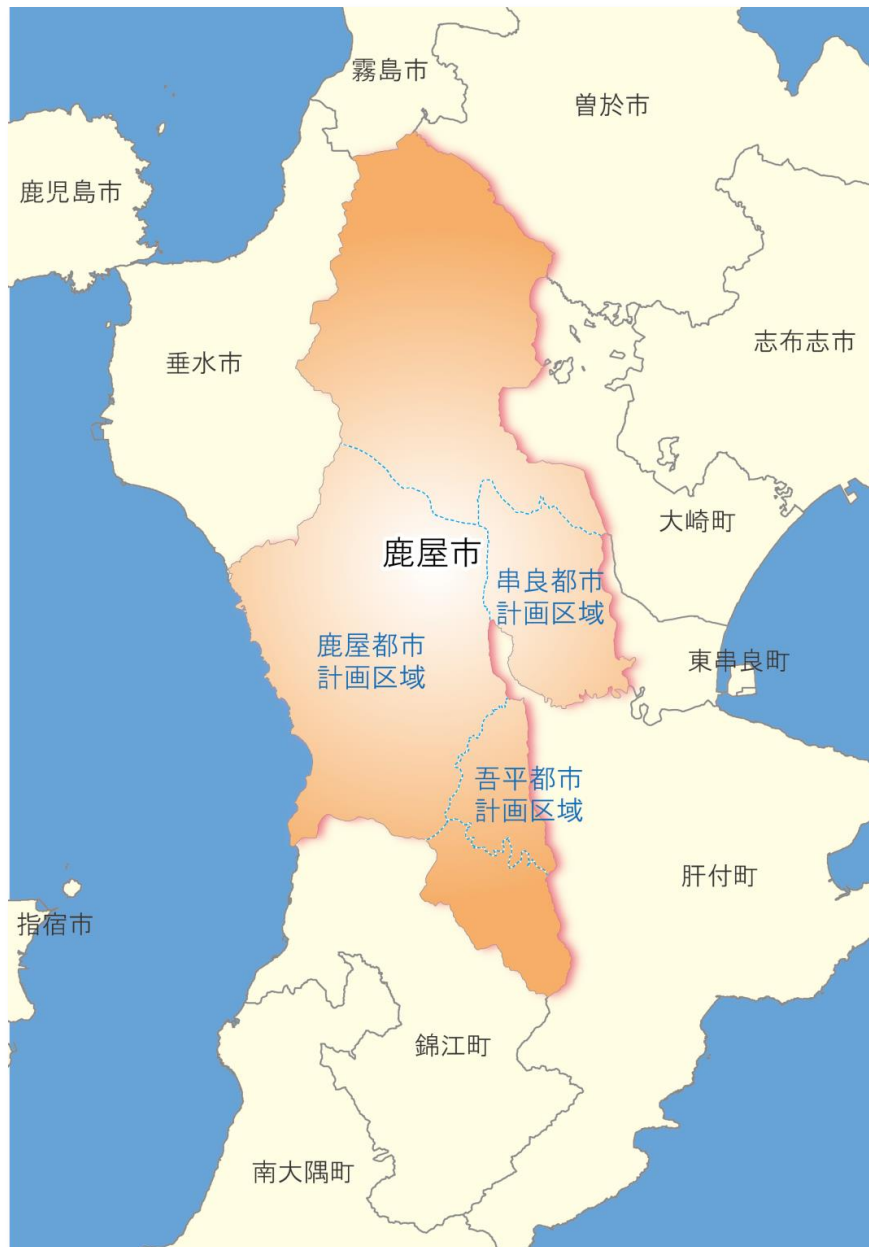 霧島市
曽於市
鹿児島市
志布志市
垂水市
大崎町
鹿屋市
串良都市
計画区域
鹿屋都市
計画区域
東串良町
吾平都市
計画区域
肝付町
指宿市
錦江町
南大隅町